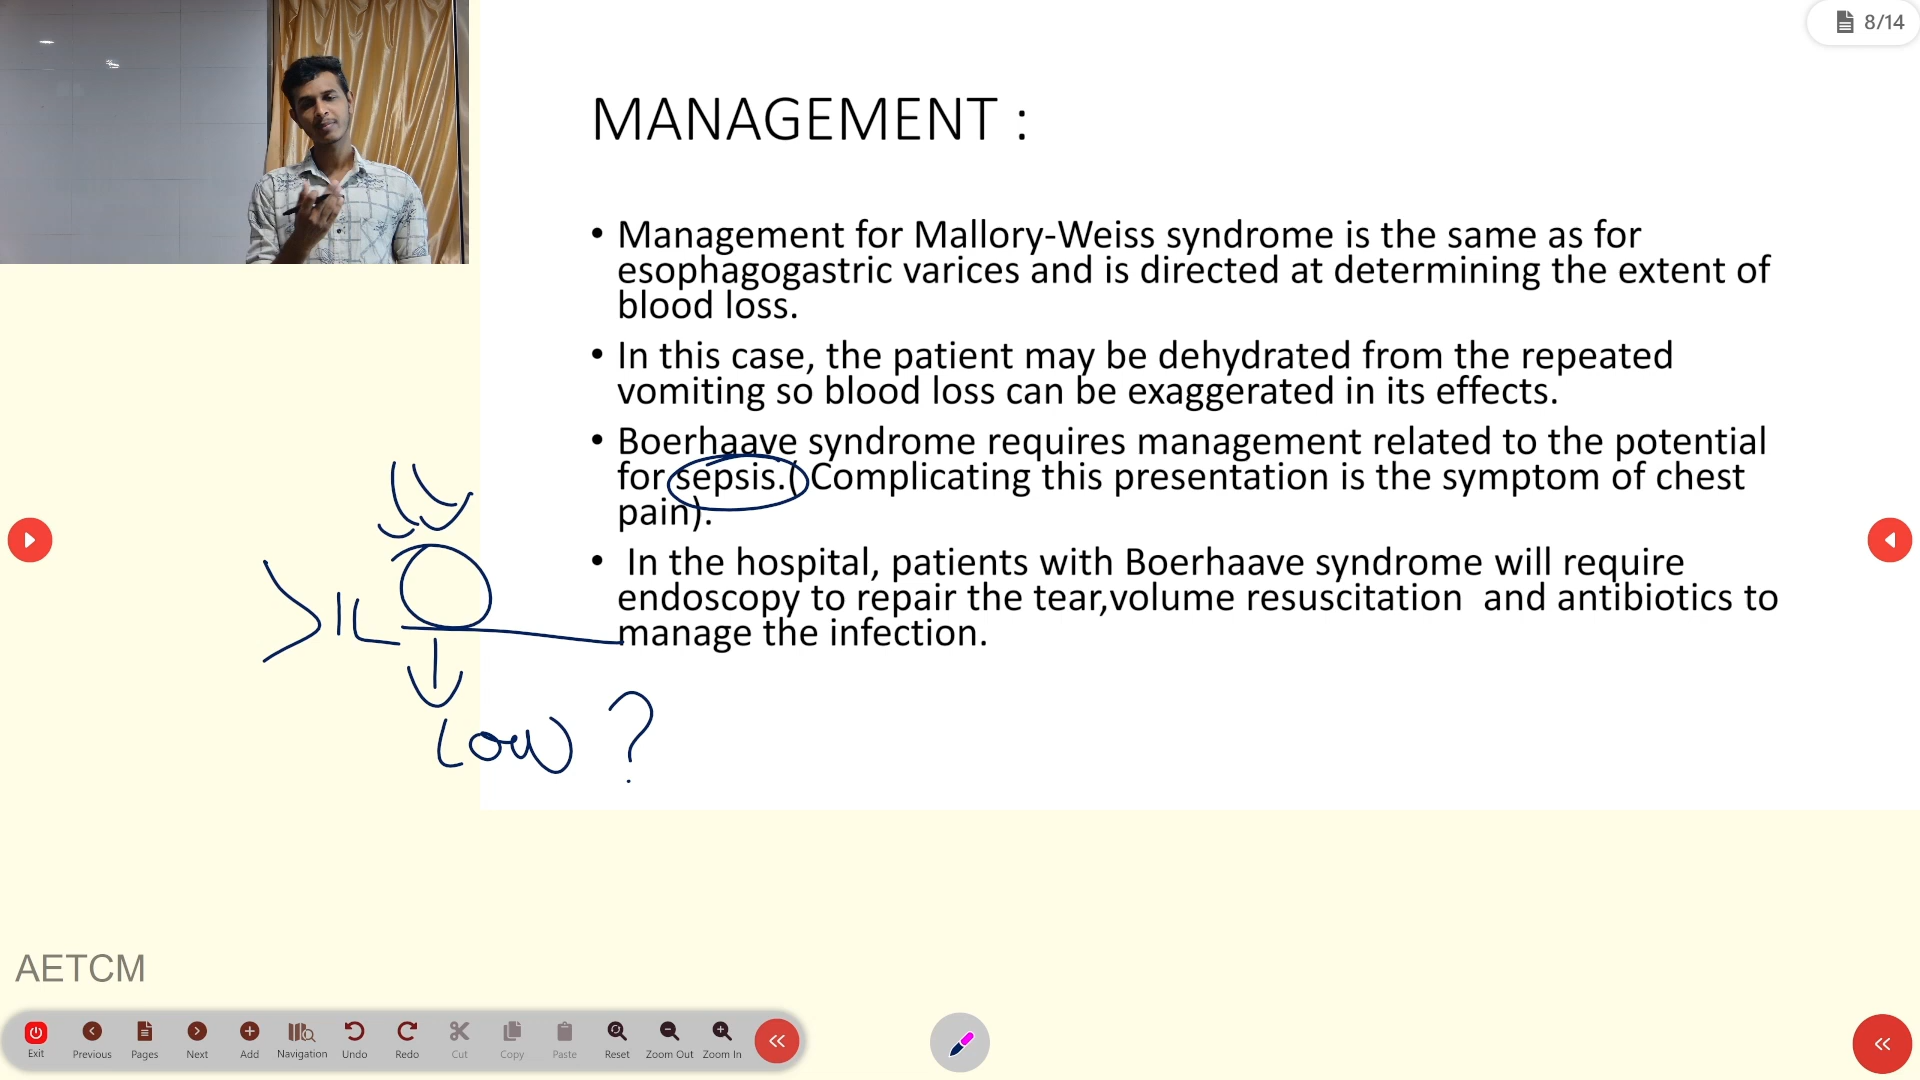 8/14
MANAGEMENT :
• Management for Mallory-Weiss syndrome is the same as for
esophagogastric varices and is directed at determining the extent of
blood loss.
• In this case, the patient may be dehydrated from the repeated
vomiting so blood loss can be exaggerated in its effects.
• Boerhaave syndrome requires management related to the potential
for sepsis.( Complicating this presentation is the symptom of chest
pain).
• In the hospital, patients with Boerhaave syndrome will require
endoscopy to repair the tear,volume resuscitation and antibiotics to
manage the infection.
LOW ?
AETCM
Exit Previous Pages Next Add Navigation Undo Redo Cut Copy Paste Reset Zoom Out Zoom In